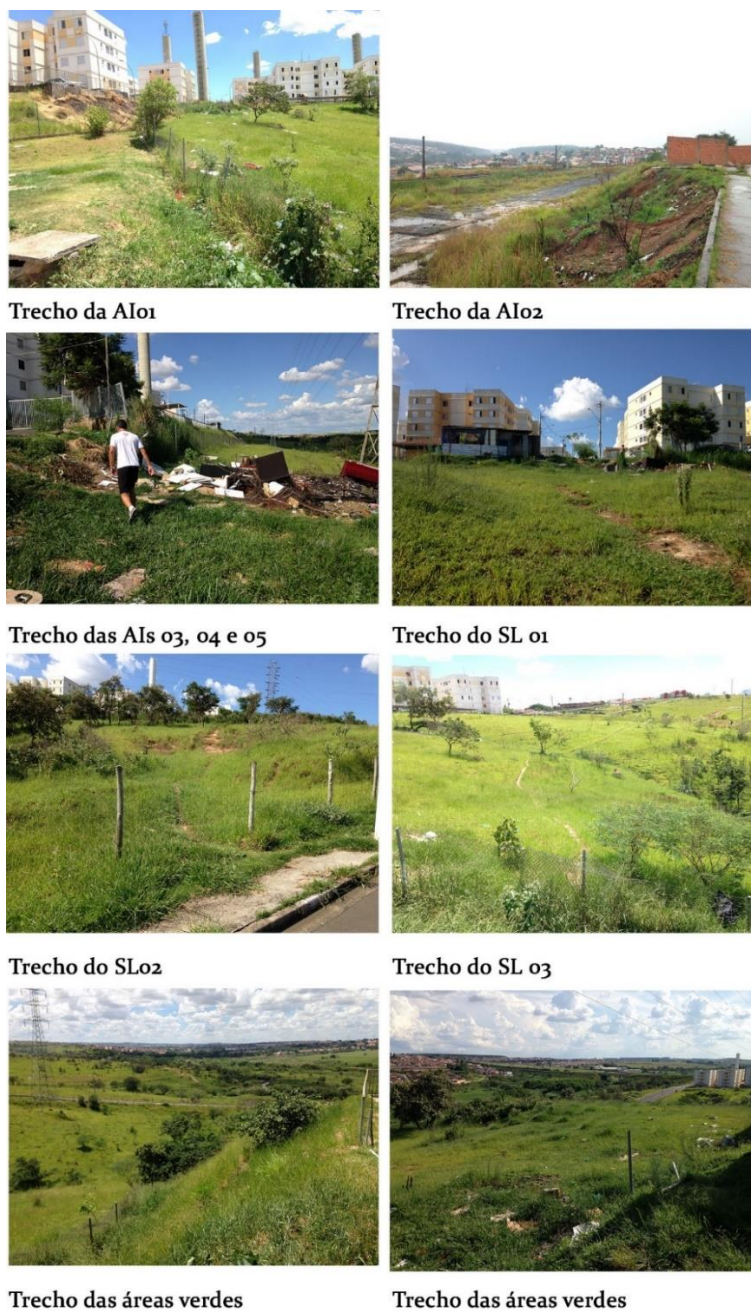 Trecho da AI01
Trecho da AI02
Trecho das AIs 03, 04 e 05
Trecho do SL 01
Trecho do SL02
Trecho do SL 03
Trecho das áreas verdes
Trecho das áreas verdes